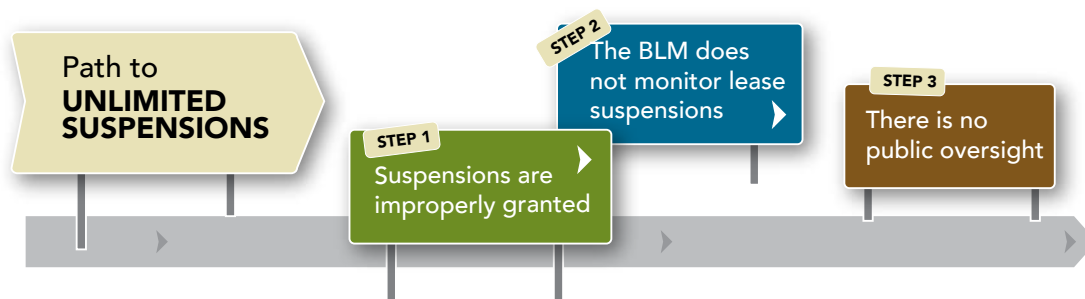 Path to
UNLIMITED
SUSPENSIONS
STEP 1
Suspensions are
improperly granted
STEP 2
The BLM does
not monitor lease
suspensions
STEP 3
There is no
public oversight